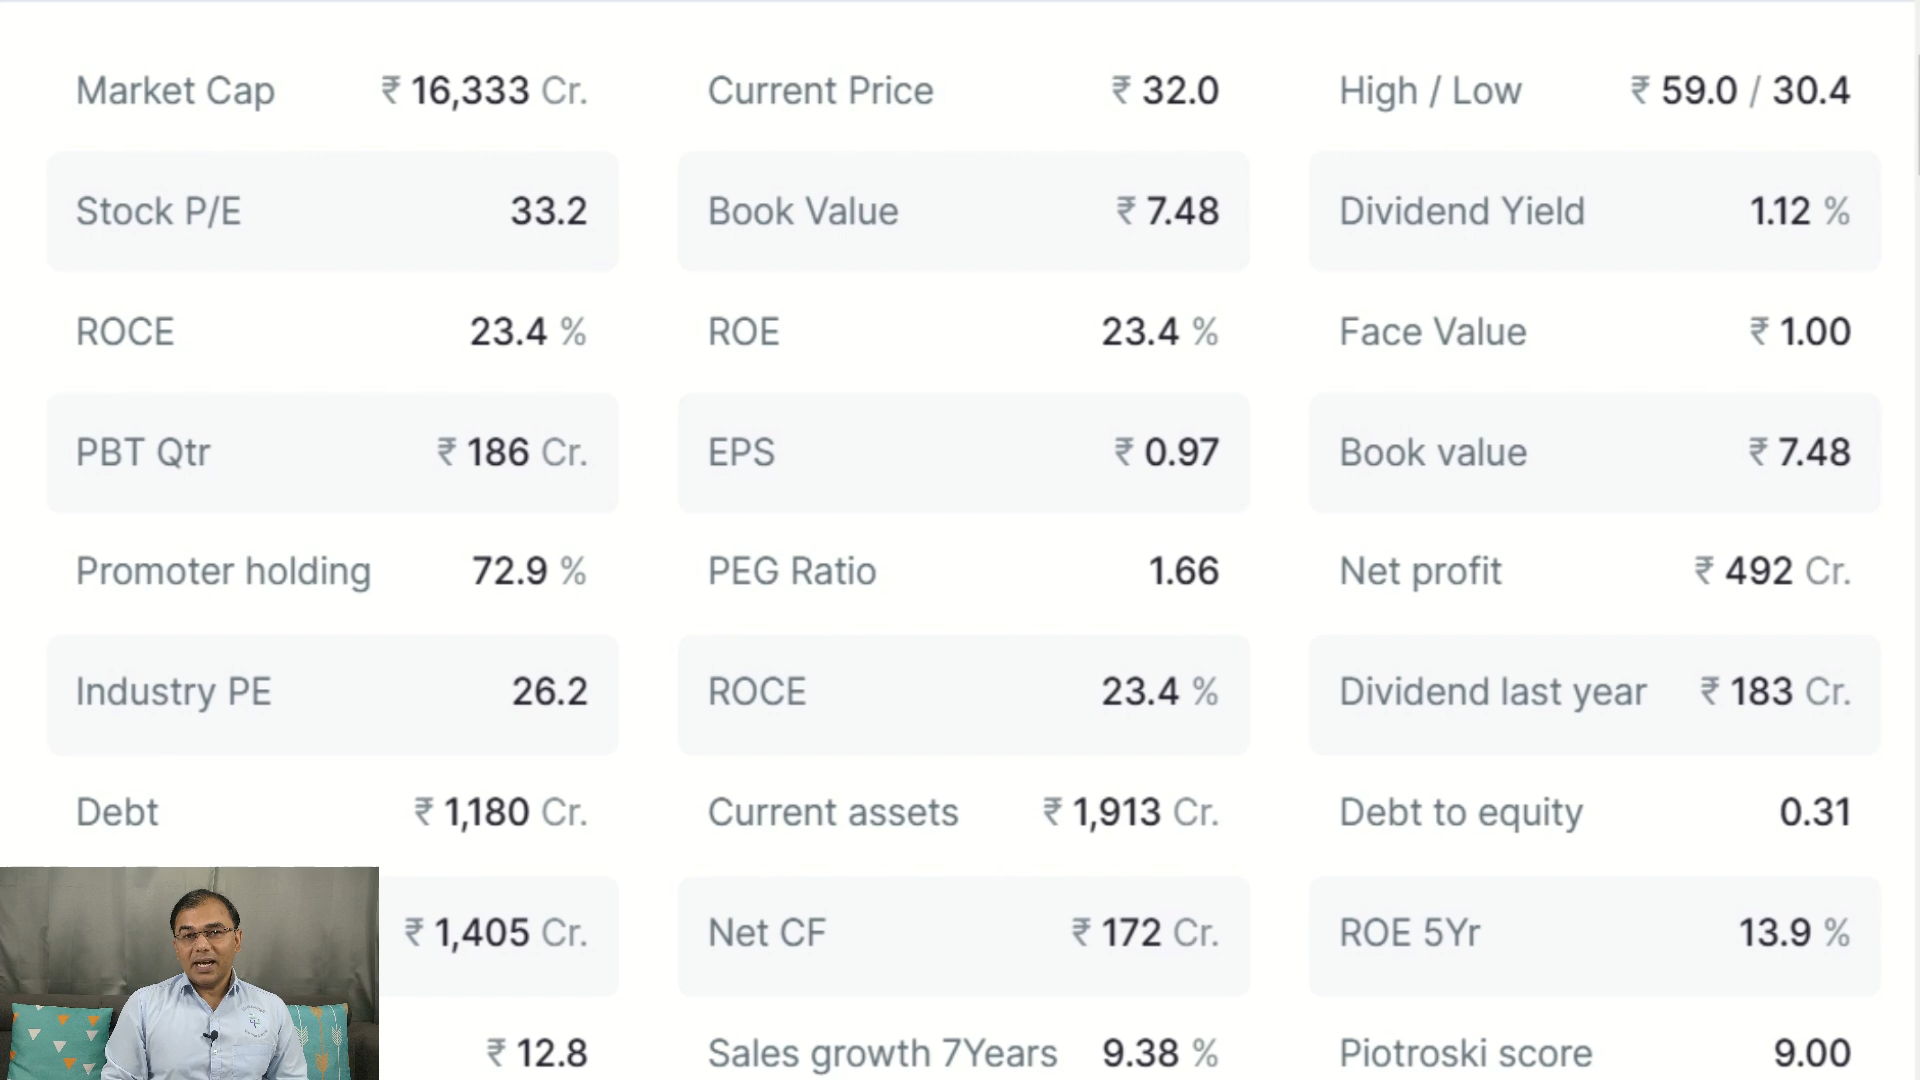 Market Cap ₹ 16,333 Cr. Current Price ₹ 32.0 High / Low ₹ 59.0 / 30.4
Stock P/E 33.2 Book Value ₹ 7.48 Dividend Yield 1.12 %
ROCE 23.4 % ROE 23.4 % Face Value ₹ 1.00
PBT Qtr ₹ 186 Cr. EPS ₹ 0.97 Book value ₹ 7.48
Promoter holding 72.9 % PEG Ratio 1.66 Net profit ₹ 492 Cr.
Industry PE 26.2 ROCE 23.4 % Dividend last year ₹ 183 Cr.
Debt ₹ 1,180 Cr. Current assets ₹ 1,913 Cr. Debt to equity 0.31
₹ 1,405 Cr. Net CF ₹ 172 Cr. ROE 5Yr 13.9 %
₹ 12.8 Sales growth 7Years 9.38 % Piotroski score 9.00